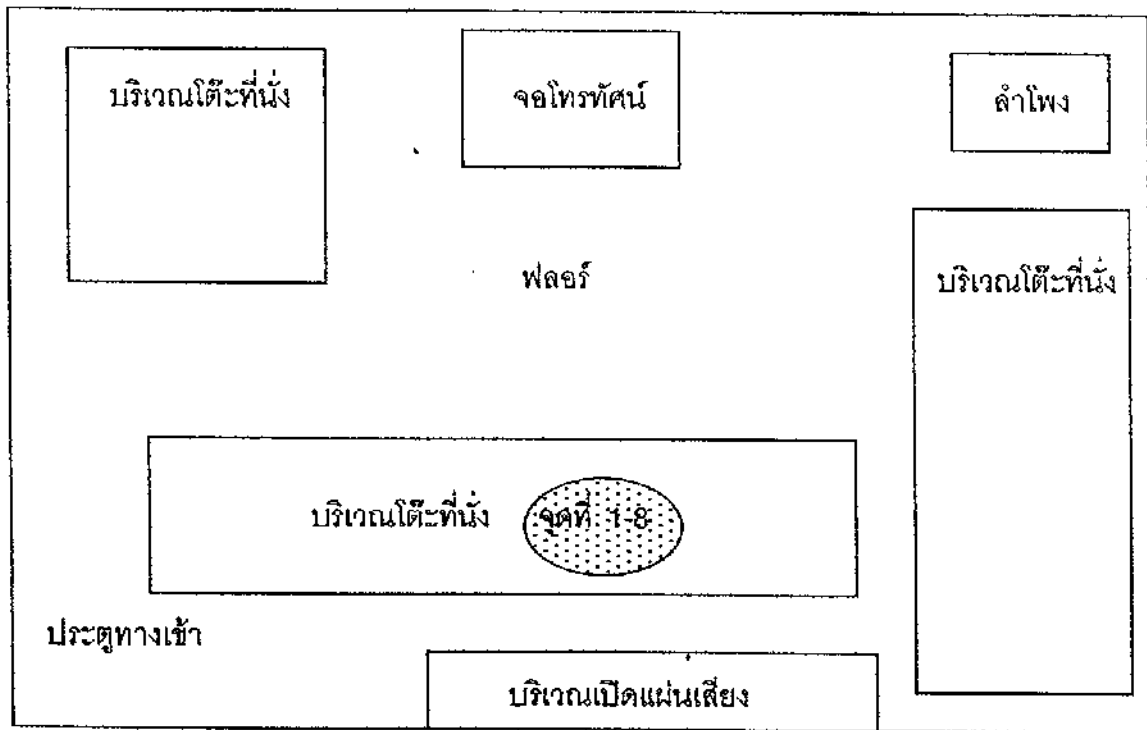 บริเวณโต๊ะที่นั่ง
จอโทรทัศน์
ลำโพง
ฟลอร์
บริเวณโต๊ะที่นั่ง
บริเวณโต๊ะที่นั่ง
จุดที่ 1-8
ประตูทางเข้า
บริเวณเปิดแผ่นเสียง